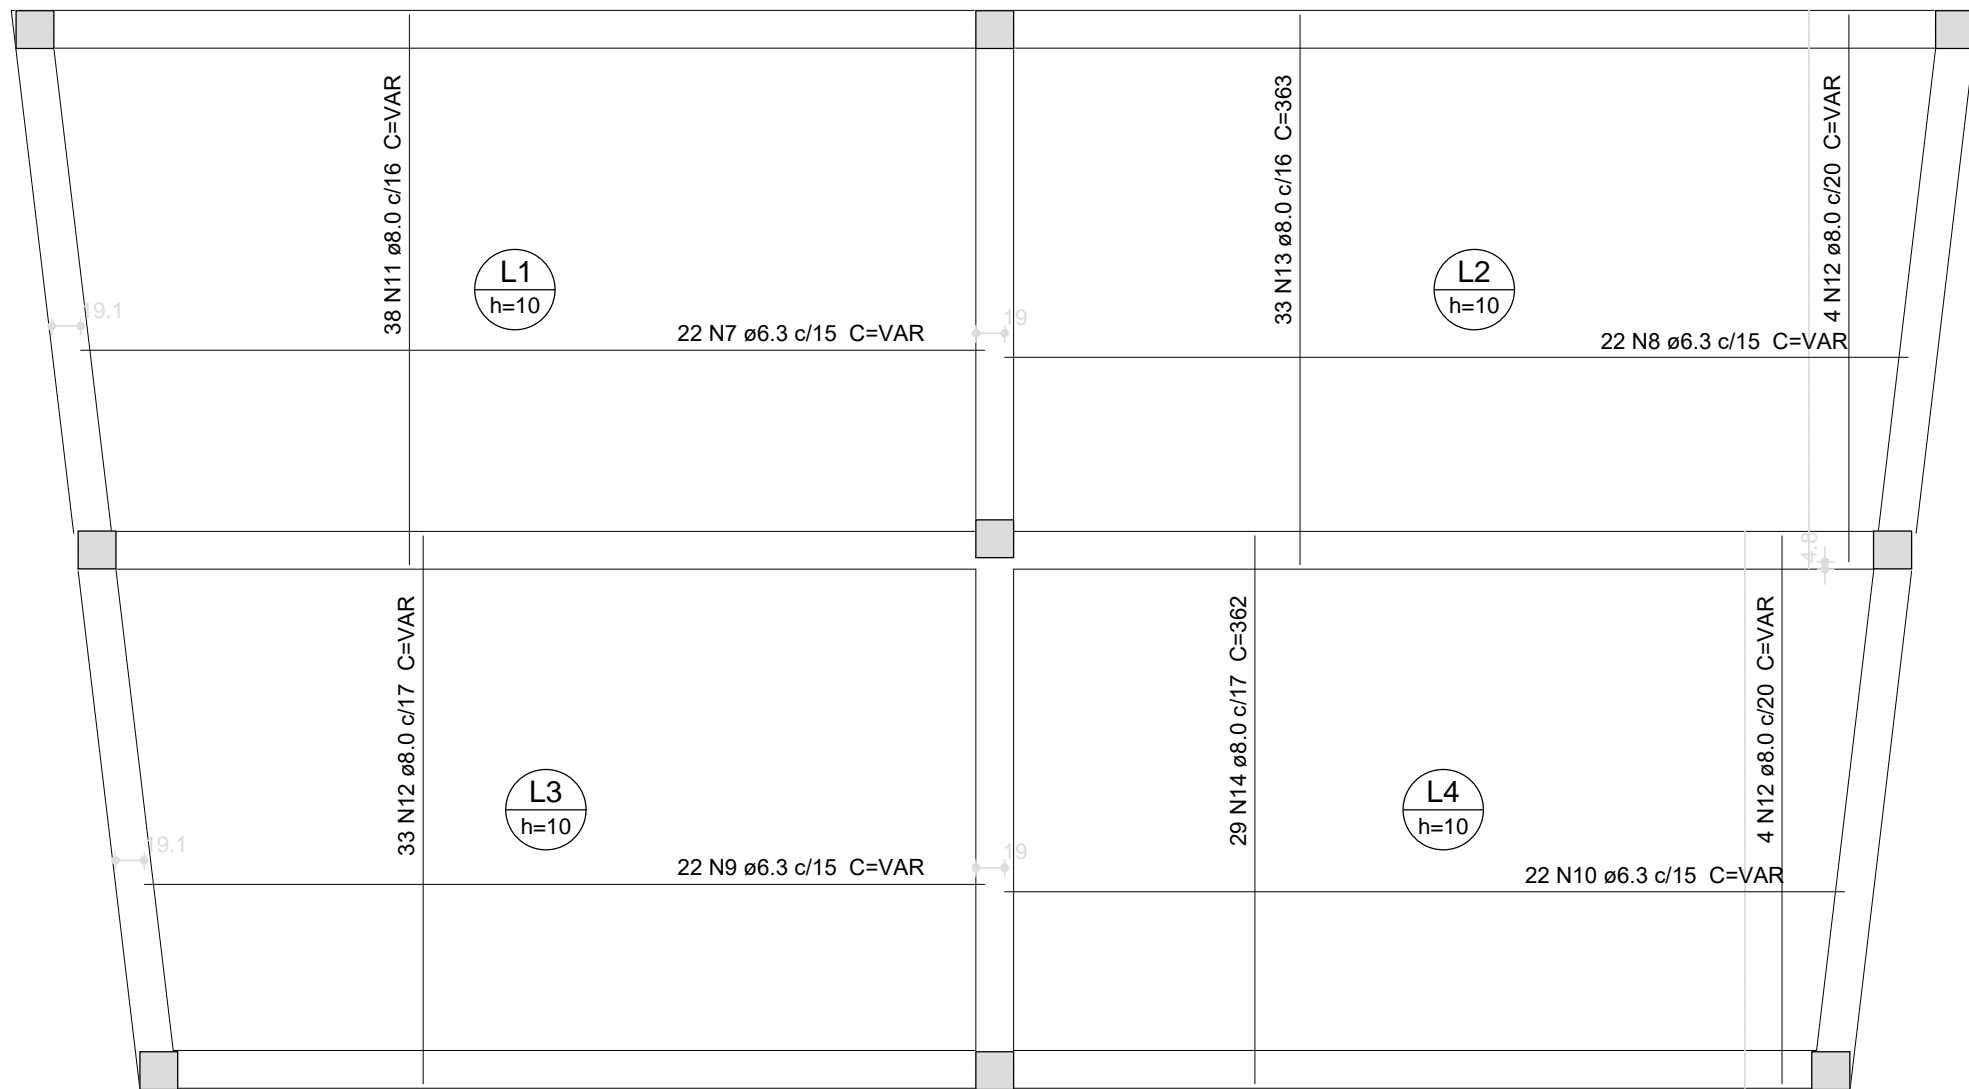 38 N11 ø8.0 c/16 C=VAR
33 N13 ø8.0 c/16 C=363
4 N12 ø8.0 c/20 C=VAR
L1
h=10
L2
h=10
19.1
19
22 N7 ø6.3 c/15 C=VAR
22 N8 ø6.3 c/15 C=VAR
4.8
33 N12 ø8.0 c/17 C=VAR
29 N14 ø8.0 c/17 C=362
4 N12 ø8.0 c/20 C=VAR
L3
h=10
L4
h=10
19.1
19
22 N9 ø6.3 c/15 C=VAR
22 N10 ø6.3 c/15 C=VAR